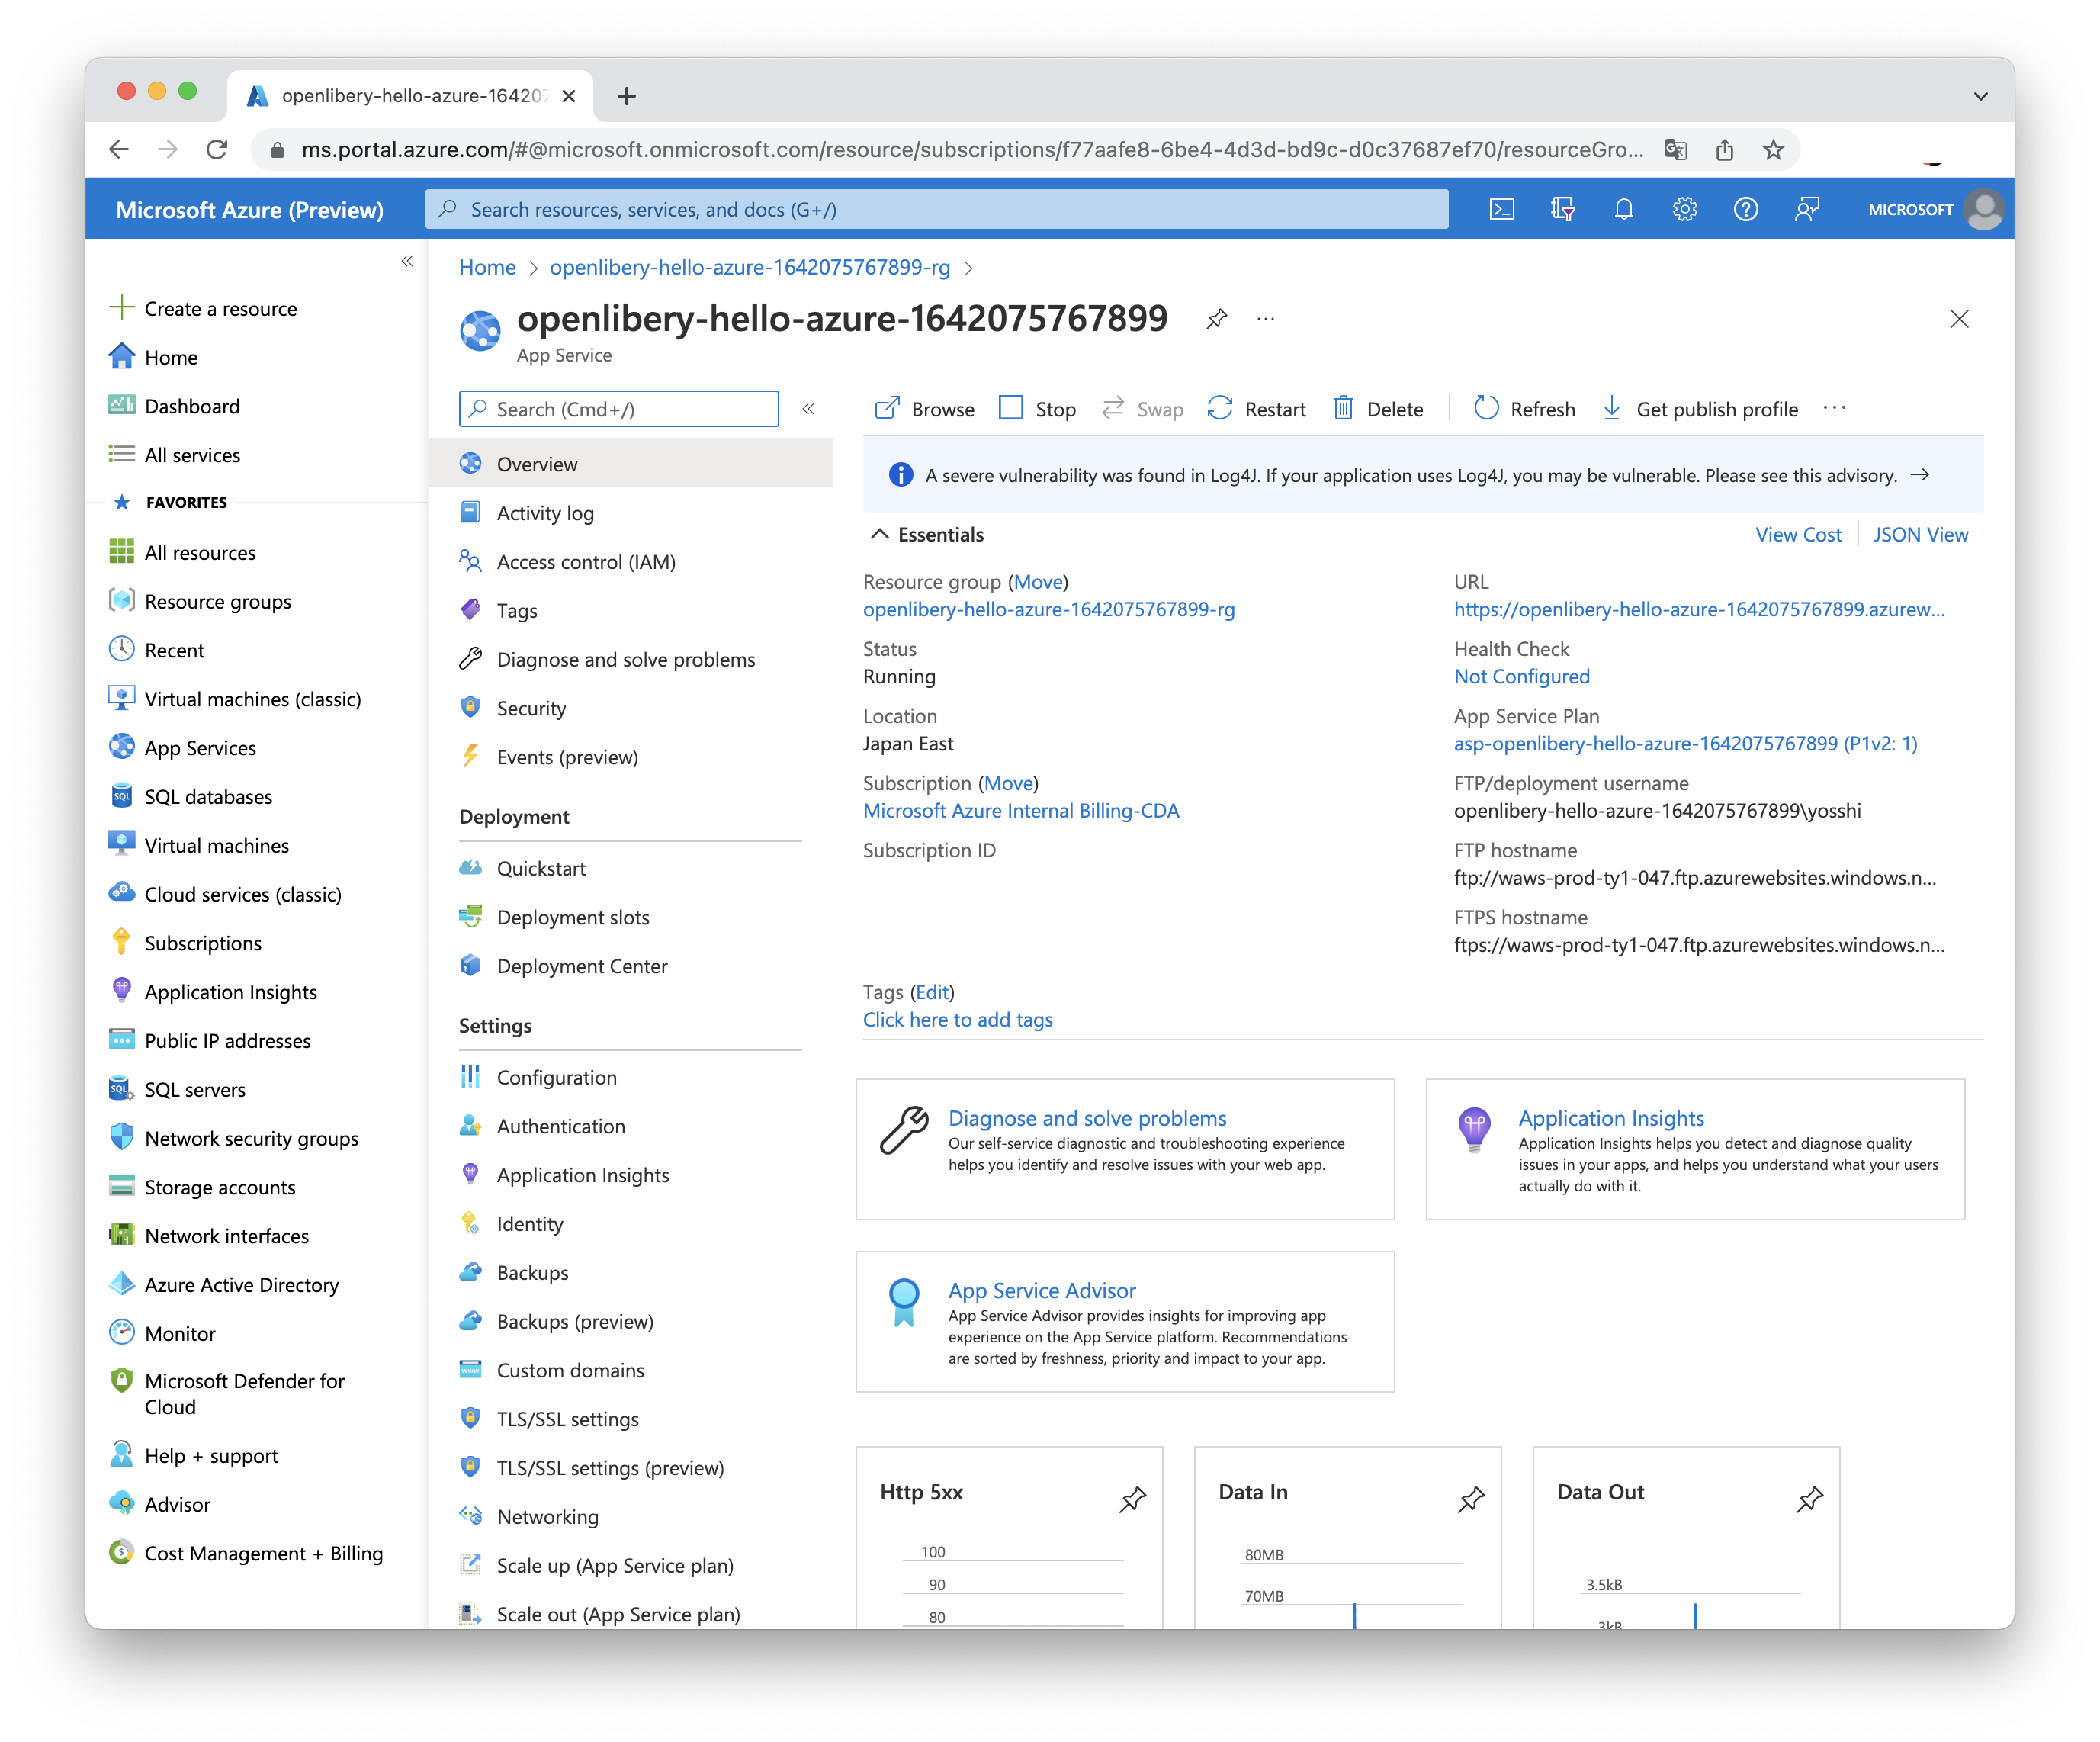 openlibery-hello-azure-16420
ms.portal.azure.com/#@microsoft.onmicrosoft.com/resource/subscriptions/f77aafe8-6be4-4d3d-bd9c-d0c37687ef70/resourceGro...
Microsoft Azure (Preview)
Search resources, services, and docs (G+/)
MICROSOFT
Create a resource
Home
Dashboard
All services
FAVORITES
All resources
Resource groups
Recent
Virtual machines (classic)
App Services
SQL databases
Virtual machines
Cloud services (classic)
Subscriptions
Application Insights
Public IP addresses
SQL servers
Network security groups
Storage accounts
Network interfaces
Azure Active Directory
Monitor
Microsoft Defender for
Cloud
Help + support
Advisor
Cost Management + Billing
Home > openlibery-hello-azure-1642075767899-rg >
openlibery-hello-azure-1642075767899
App Service
Search (Cmd+/)
Overview
Activity log
Access control (IAM)
Tags
Diagnose and solve problems
Security
Events (preview)
Deployment
Quickstart
Deployment slots
Deployment Center
Settings
Configuration
Authentication
Application Insights
Identity
Backups
Backups (preview)
Custom domains
TLS/SSL settings
TLS/SSL settings (preview)
Networking
Scale up (App Service plan)
Scale out (App Service plan)
Browse Stop Swap Restart Delete Refresh Get publish profile ...
A severe vulnerability was found in Log4J. If your application uses Log4J, you may be vulnerable. Please see this advisory. →
Essentials
View Cost JSON View
Resource group (Move)
openlibery-hello-azure-1642075767899-rg
Status
Running
Location
Japan East
Subscription (Move)
Microsoft Azure Internal Billing-CDA
Subscription ID
URL
https://openlibery-hello-azure-1642075767899.azurew...
Health Check
Not Configured
App Service Plan
asp-openlibery-hello-azure-1642075767899 (P1v2: 1)
FTP/deployment username
openlibery-hello-azure-1642075767899\yosshi
FTP hostname
ftp://waws-prod-ty1-047.ftp.azurewebsites.windows.n...
FTPS hostname
ftps://waws-prod-ty1-047.ftp.azurewebsites.windows.n...
Tags (Edit)
Click here to add tags
Diagnose and solve problems
Our self-service diagnostic and troubleshooting experience
helps you identify and resolve issues with your web app.
Application Insights
Application Insights helps you detect and diagnose quality
issues in your apps, and helps you understand what your users
actually do with it.
App Service Advisor
App Service Advisor provides insights for improving app
experience on the App Service platform. Recommendations
are sorted by freshness, priority and impact to your app.
Http 5xx
100
90
80
Data In
80MB
70MB
Data Out
3.5kB
3kB